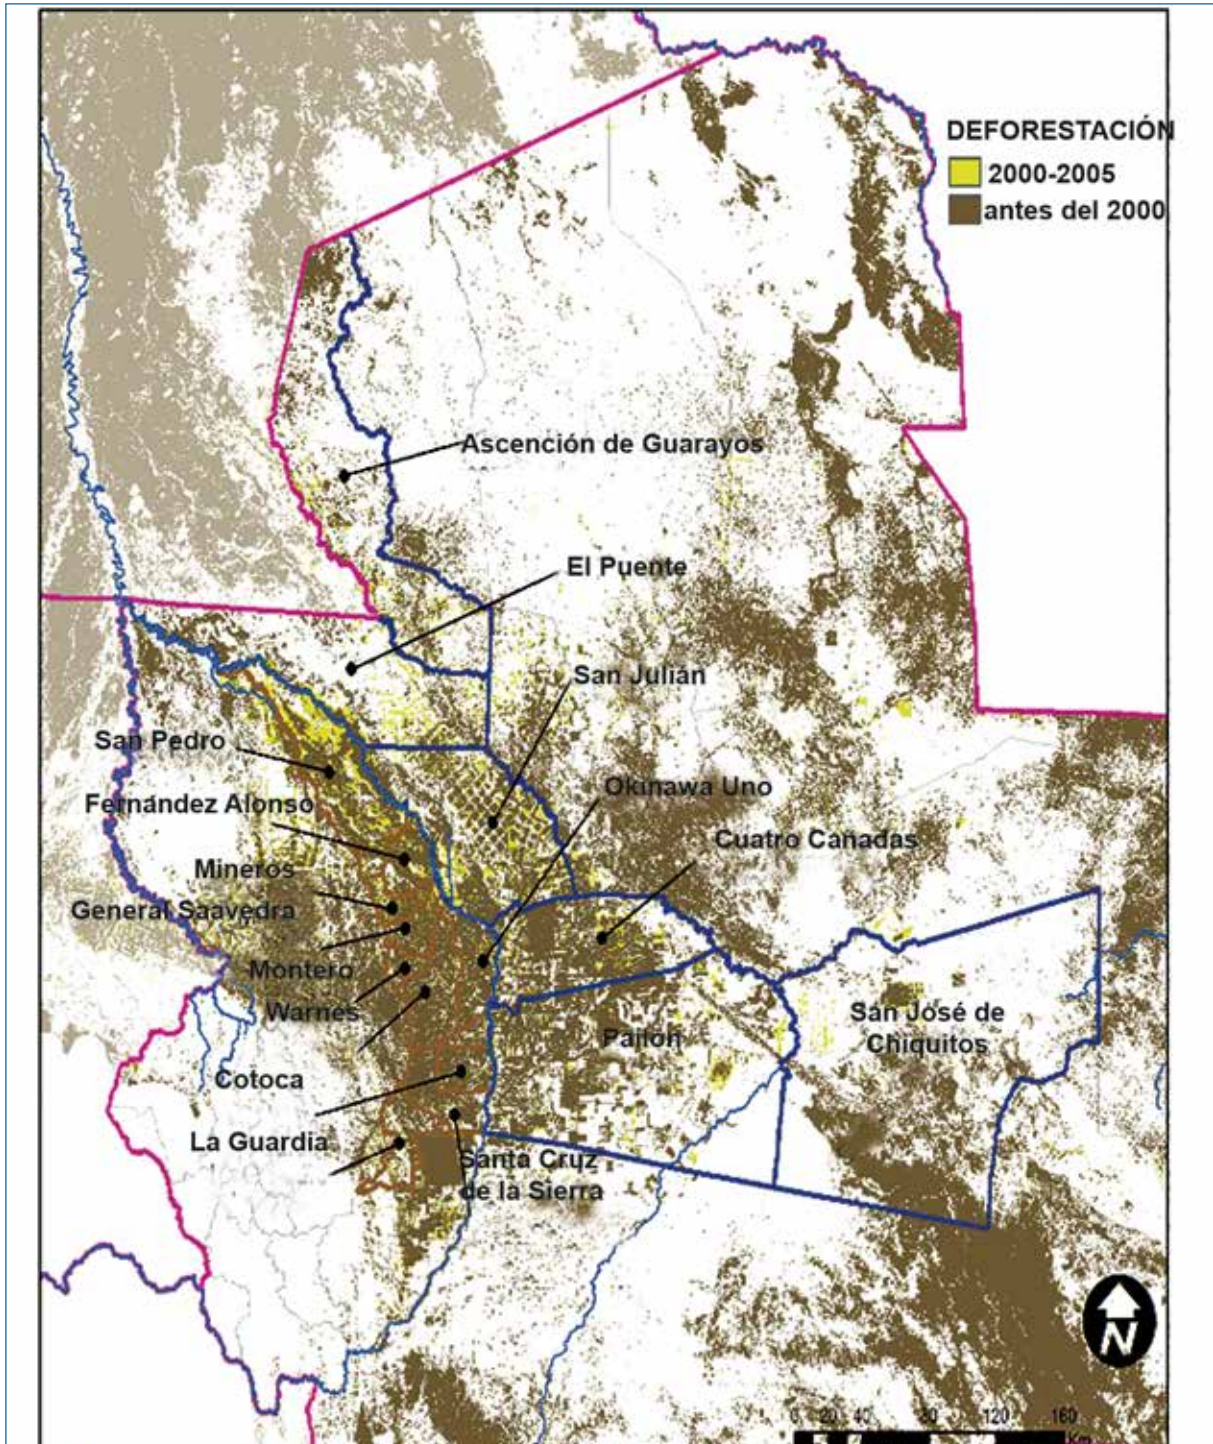 DEFORESTACIÓN
2000-2005
antes del 2000
Ascención de Guarayos
El Puente
San Julián
San Pedro
Okinawa Uno
Fernández Alonso
Cuatro Cañadas
Mineros
General Saavedra
Montero
Warnes
San José de
Chiquitos
Pailón
Cotoca
La Guardia
Santa Cruz
de la Sierra
N
0 20 40 80 120 160
Km